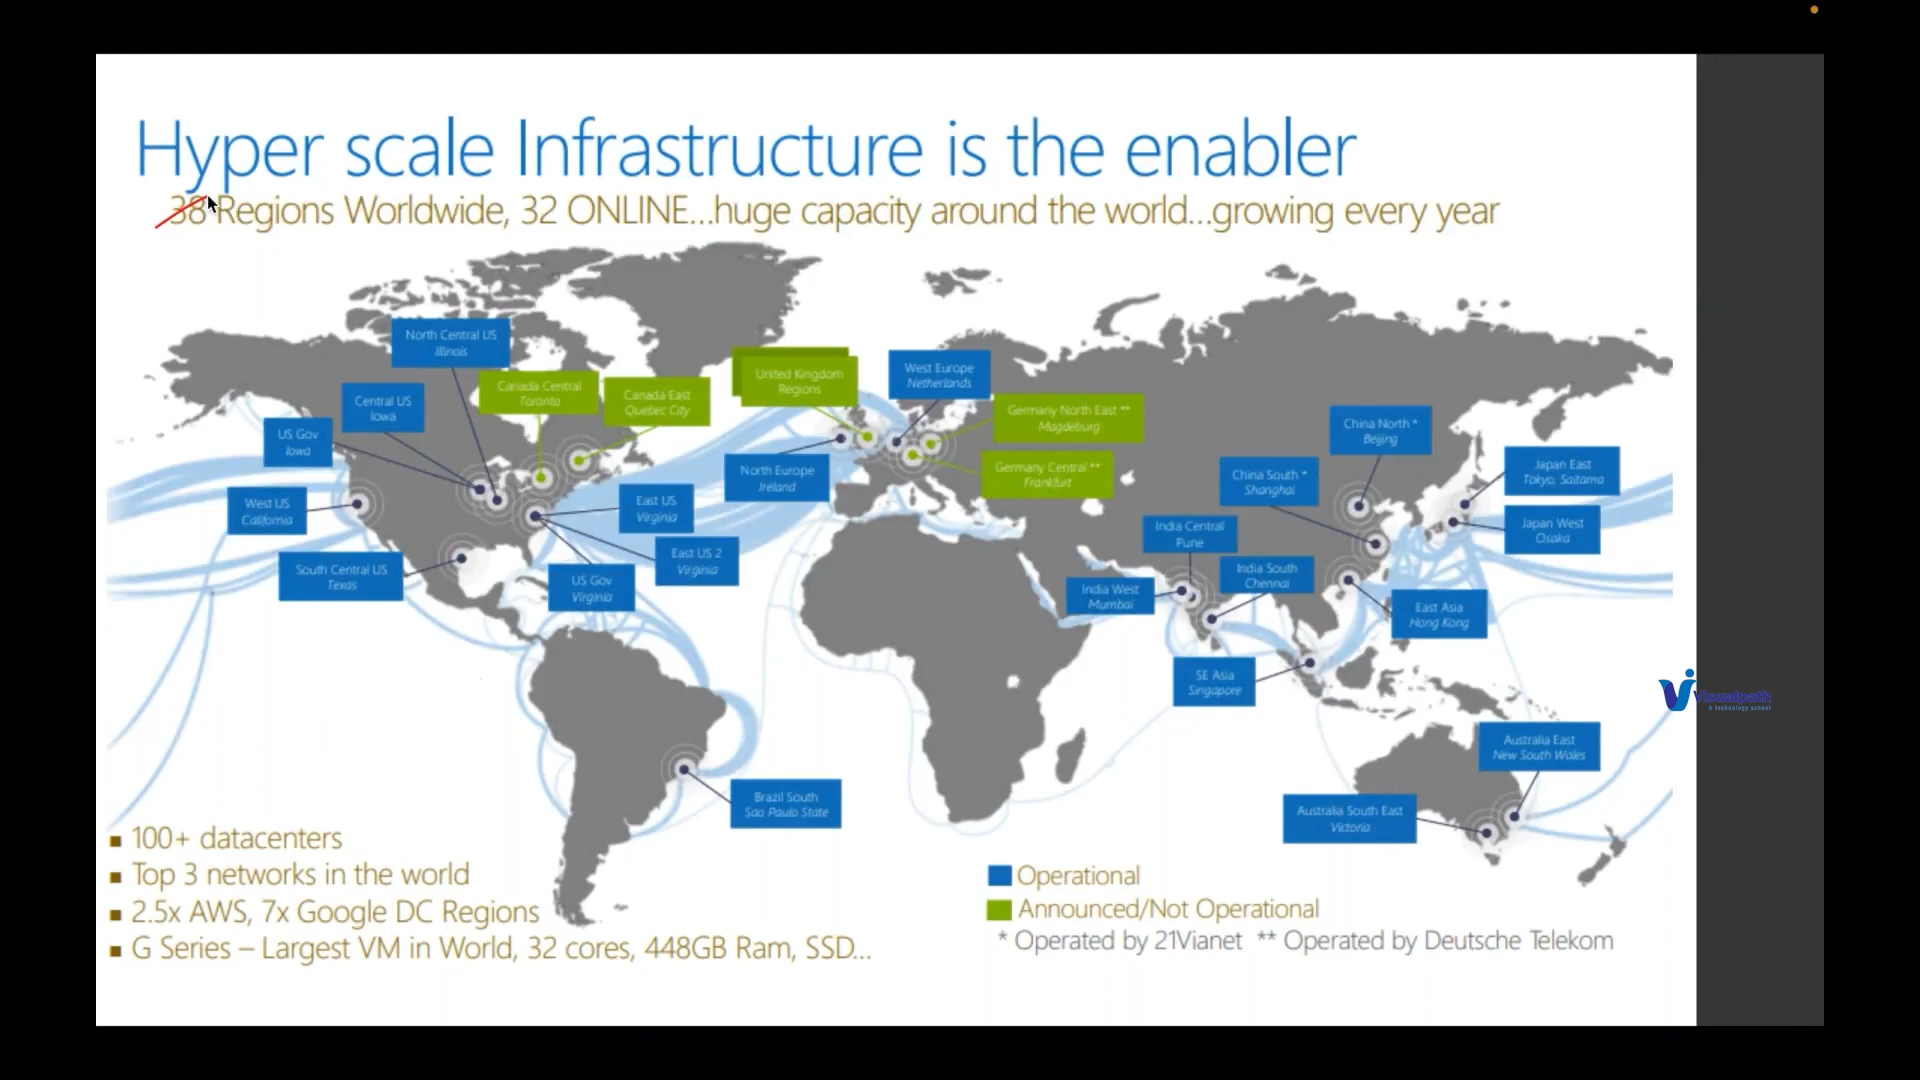 Hyper scale Infrastructure is the enabler
38 Regions Worldwide, 32 ONLINE...huge capacity around the world...growing every year
North Central US
Illinois
Central US
Iowa
US Gov
Iowa
West US
California
South Central US
Texas
Canada Central
Toronto
Canada East
Quebec City
East US
Virginia
East US 2
Virginia
US Gov
Virginia
United Kingdom
Regions
West Europe
Netherlands
North Europe
Ireland
Germany North East **
Magdeburg
Germany Central **
Frankfurt
China North *
Beijing
China South *
Shanghai
Japan East
Tokyo, Saitama
Japan West
Osaka
India Central
Pune
India South
Chennai
India West
Mumbai
East Asia
Hong Kong
SE Asia
Singapore
Australia East
New South Wales
Australia South East
Victoria
Brazil South
Sao Paulo State
▪ 100+ datacenters
▪ Top 3 networks in the world
▪ 2.5x AWS, 7x Google DC Regions
▪ G Series – Largest VM in World, 32 cores, 448GB Ram, SSD...
Operational
Announced/Not Operational
* Operated by 21Vianet ** Operated by Deutsche Telekom
Visualpath
A technology school